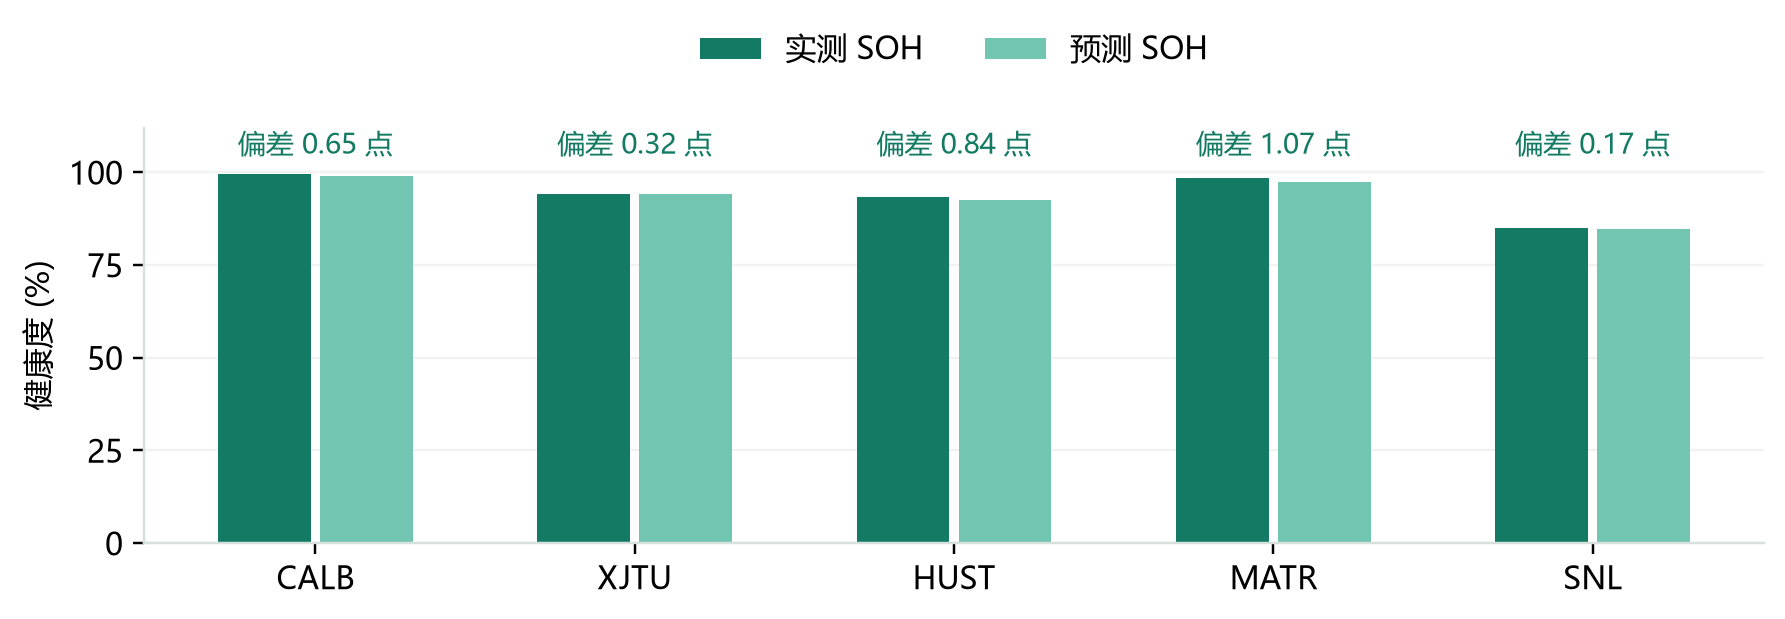 实测 SOH
预测 SOH
偏差 0.65 点
偏差 0.32 点
偏差 0.84 点
偏差 1.07 点
偏差 0.17 点
健康度 (%)
100
75
50
25
0
CALB
XJTU
HUST
MATR
SNL